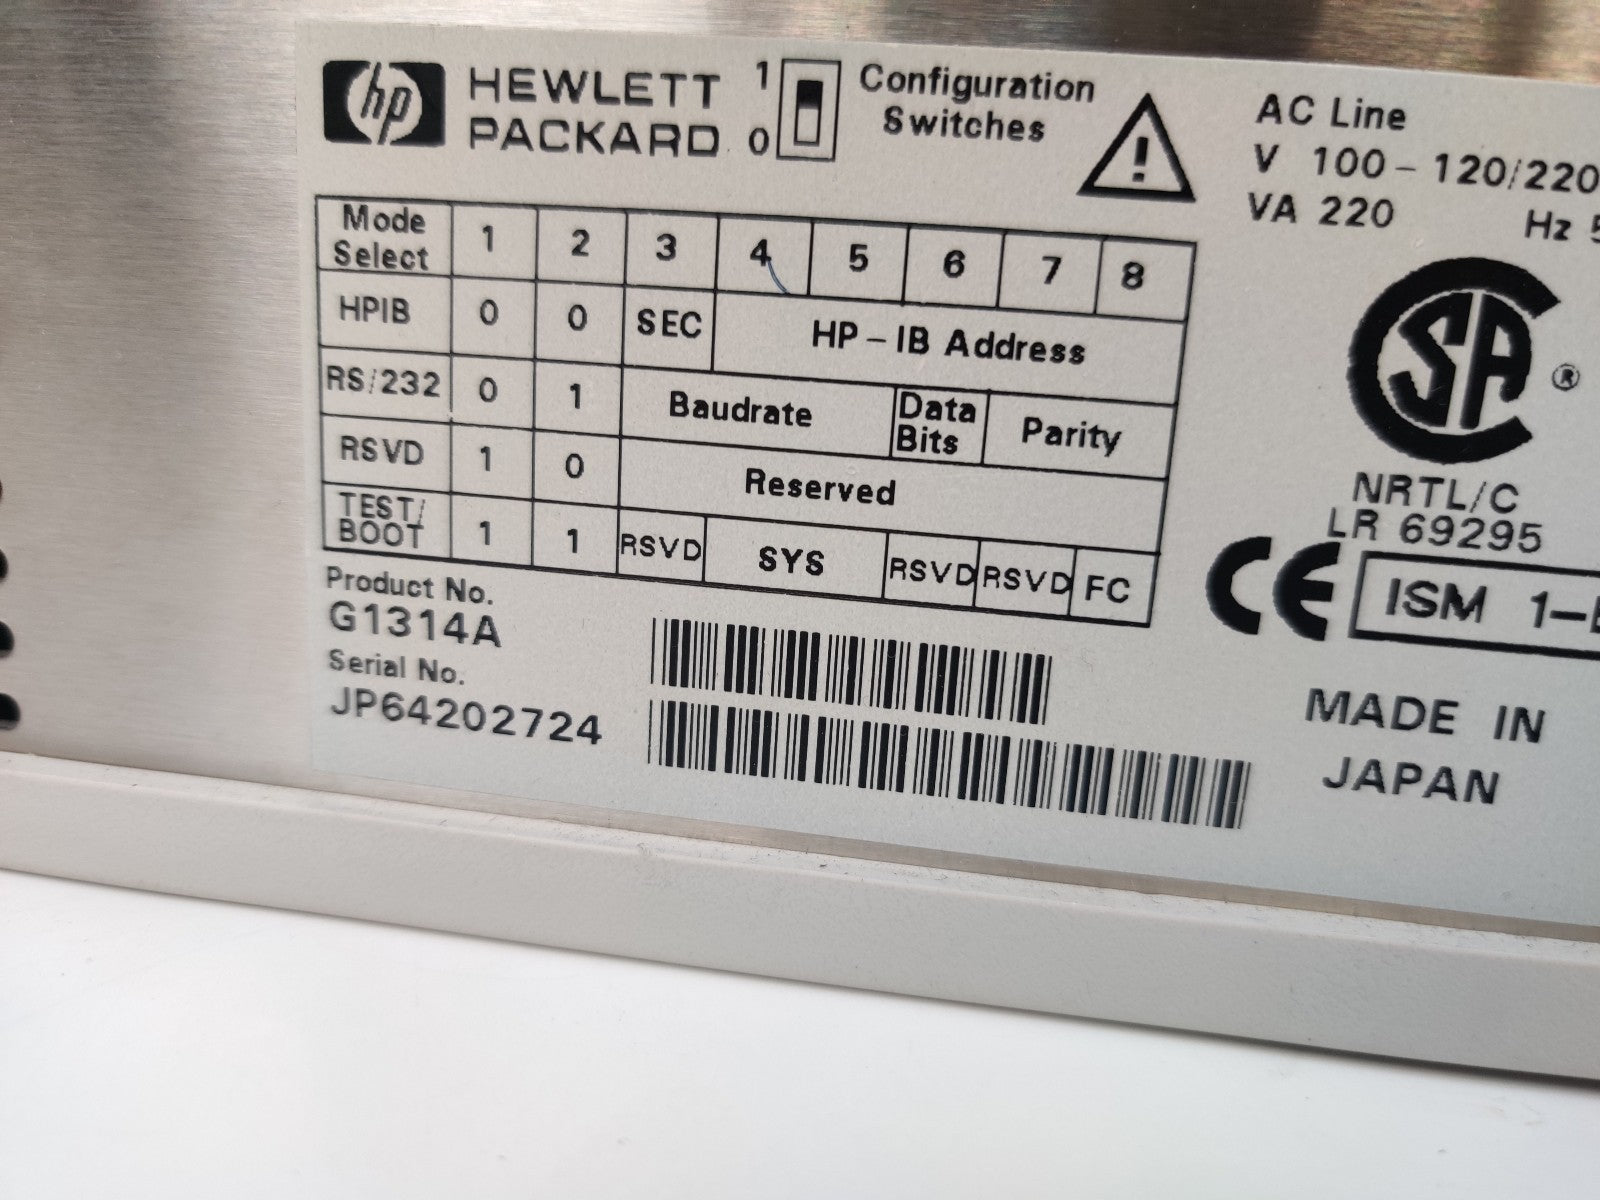 hp HEWLETT PACKARD
1
0
Configuration
Switches
!
AC Line
V 100-120/220
VA 220 Hz
Mode Select 1 2 3 4 5 6 7 8
HPIB 0 0 SEC HP-IB Address
RS/232 0 1 Baudrate Data Bits Parity
RSVD 1 0 Reserved
TEST/BOOT 1 1 RSVD SYS RSVD RSVD FC
Product No.
G1314A
Serial No.
JP64202724
SA ®
NRTL/C
LR 69295
CE ISM 1-
MADE IN
JAPAN